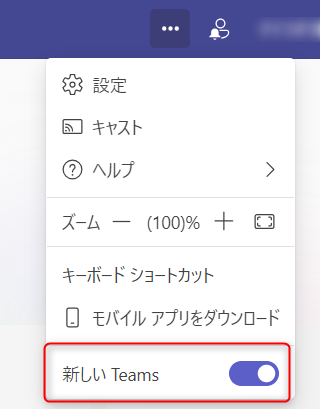 設定
キャスト
ヘルプ
ズーム — (100)% +
キーボード ショートカット
モバイル アプリをダウンロード
新しい Teams